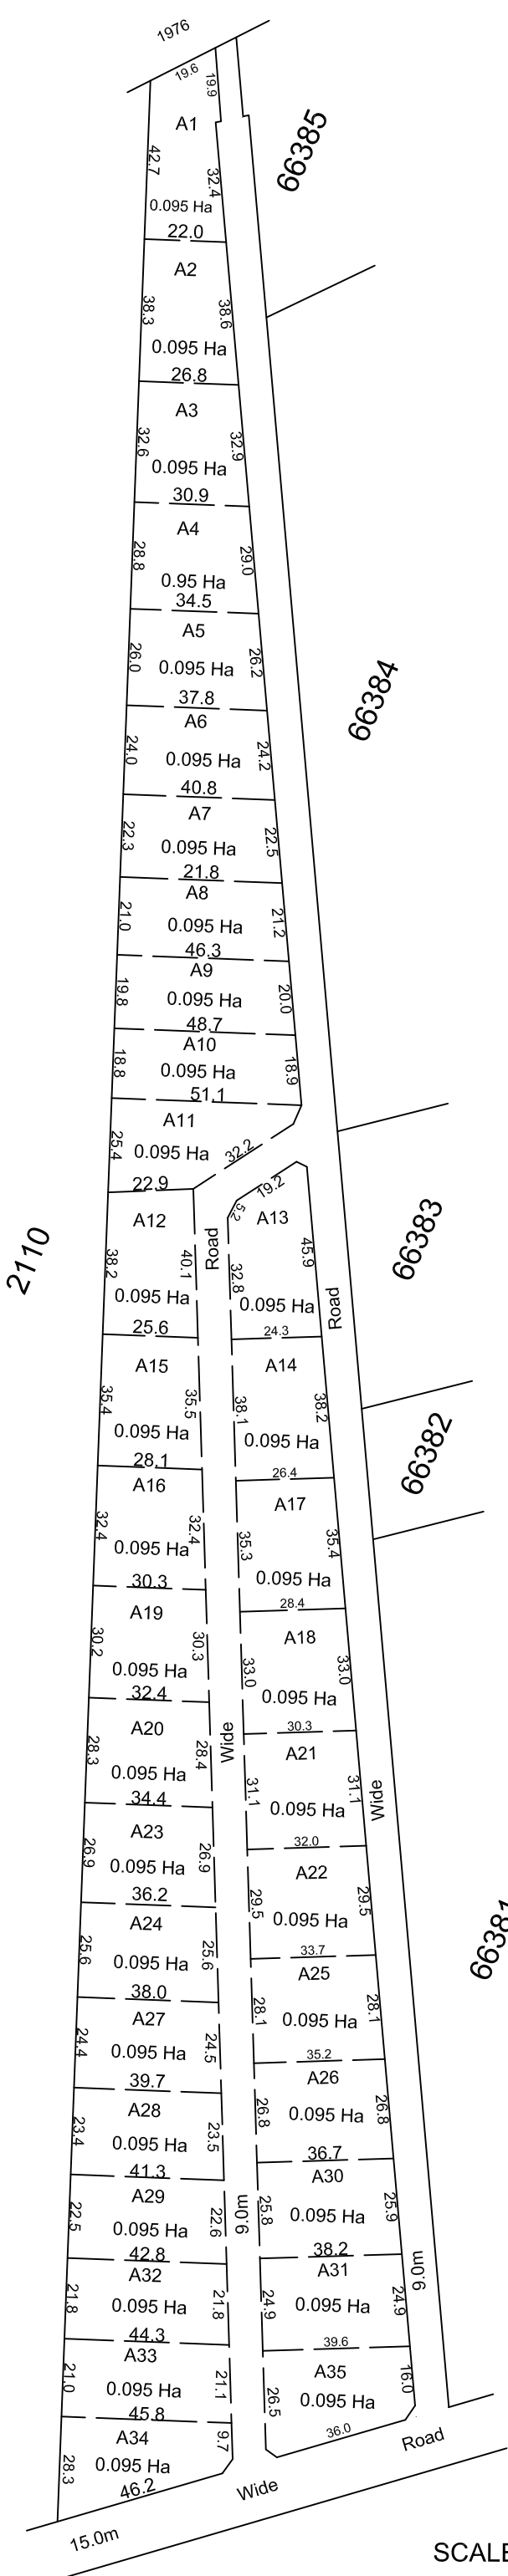 1976
19.6
19.9
A1
42.7
32.4
0.095 Ha
22.0
66385
A2
38.3
38.6
0.095 Ha
26.8
A3
32.6
32.9
0.095 Ha
30.9
A4
28.8
29.0
0.95 Ha
34.5
A5
26.0
26.2
0.095 Ha
37.8
66384
A6
24.0
24.2
0.095 Ha
40.8
A7
22.3
22.5
0.095 Ha
21.8
A8
21.0
21.2
0.095 Ha
46.3
A9
19.8
20.0
0.095 Ha
48.7
A10
18.8
18.9
0.095 Ha
51.1
A11
25.4
0.095 Ha
32.2
22.9
19.2
5.2
A12
A13
Road
38.2
40.1
32.8
45.9
0.095 Ha
0.095 Ha
25.6
24.3
Road
66383
2110
A15
A14
35.4
35.5
38.1
38.2
0.095 Ha
0.095 Ha
28.1
26.4
66382
A16
A17
32.4
32.4
35.3
35.4
0.095 Ha
0.095 Ha
30.3
28.4
A19
A18
30.2
30.3
33.0
33.0
0.095 Ha
0.095 Ha
32.4
30.3
A20
Wide
A21
28.3
28.4
31.1
31.1
Wide
0.095 Ha
0.095 Ha
34.4
32.0
A23
A22
26.9
26.9
29.5
29.5
0.095 Ha
0.095 Ha
36.2
33.7
66381
A24
A25
25.6
25.6
28.1
28.1
0.095 Ha
0.095 Ha
38.0
35.2
A27
A26
24.4
24.5
26.8
26.8
0.095 Ha
0.095 Ha
39.7
36.7
A28
A30
23.4
23.5
25.8
25.9
0.095 Ha
0.095 Ha
41.3
38.2
A29
A31
22.5
22.6
9.0m
24.9
24.9
9.0m
0.095 Ha
0.095 Ha
42.8
39.6
A32
A35
21.8
21.8
26.5
16.0
0.095 Ha
0.095 Ha
44.3
36.0
A33
21.0
21.1
0.095 Ha
45.8
A34
28.3
9.7
0.095 Ha
46.2
15.0m
Wide
Road
SCALE